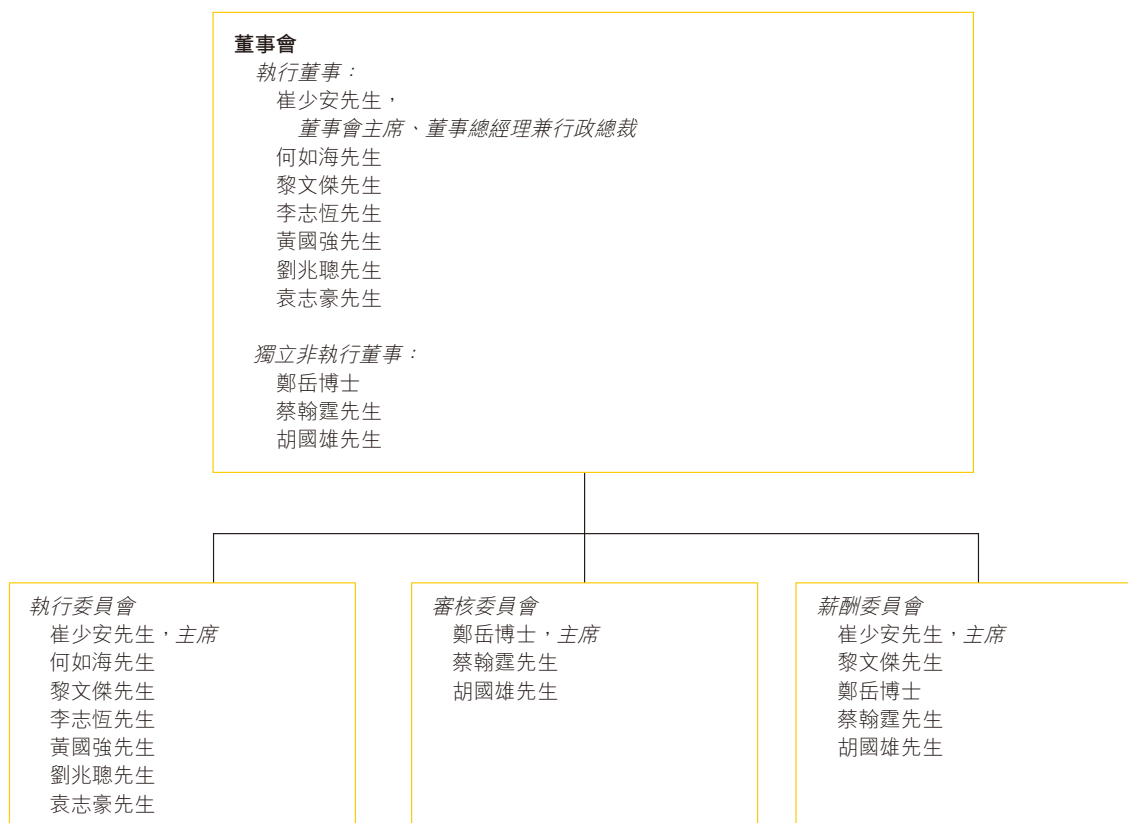 董事會
執行董事：
崔少安先生，
董事會主席、董事總經理兼行政總裁
何如海先生
黎文傑先生
李志恆先生
黃國強先生
劉兆聰先生
袁志豪先生
獨立非執行董事：
鄭岳博士
蔡翰霆先生
胡國雄先生
執行委員會
崔少安先生，主席
何如海先生
黎文傑先生
李志恆先生
黃國強先生
劉兆聰先生
袁志豪先生
審核委員會
鄭岳博士，主席
蔡翰霆先生
胡國雄先生
薪酬委員會
崔少安先生，主席
黎文傑先生
鄭岳博士
蔡翰霆先生
胡國雄先生